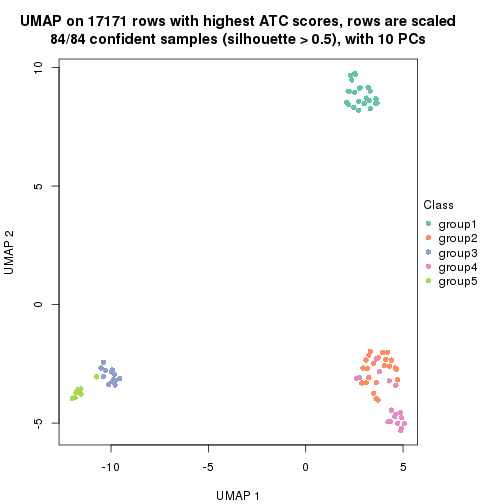 UMAP on 17171 rows with highest ATC scores, rows are scaled
84/84 confident samples (silhouette > 0.5), with 10 PCs
10
5
0
-5
UMAP 2
-10
-5
0
5
UMAP 1
Class
group1
group2
group3
group4
group5